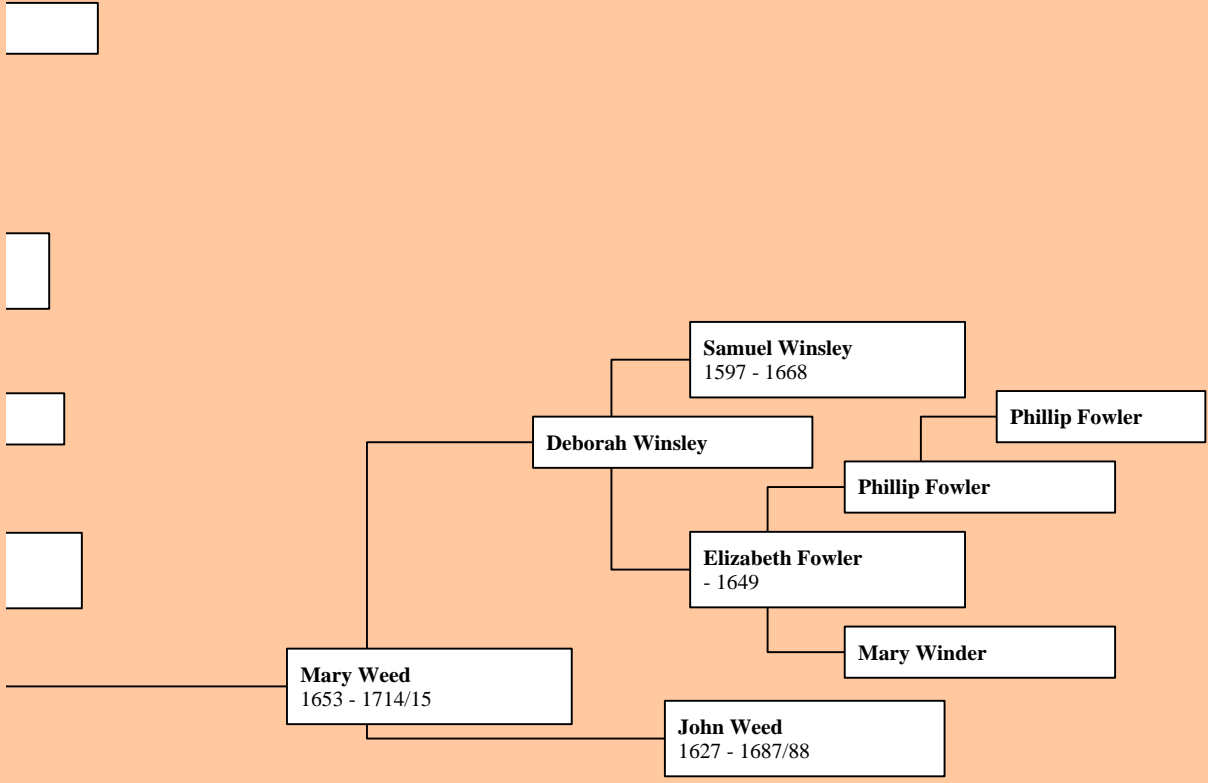 Samuel Winsley
1597 - 1668
Phillip Fowler
Deborah Winsley
Phillip Fowler
Elizabeth Fowler
- 1649
Mary Winder
Mary Weed
1653 - 1714/15
John Weed
1627 - 1687/88